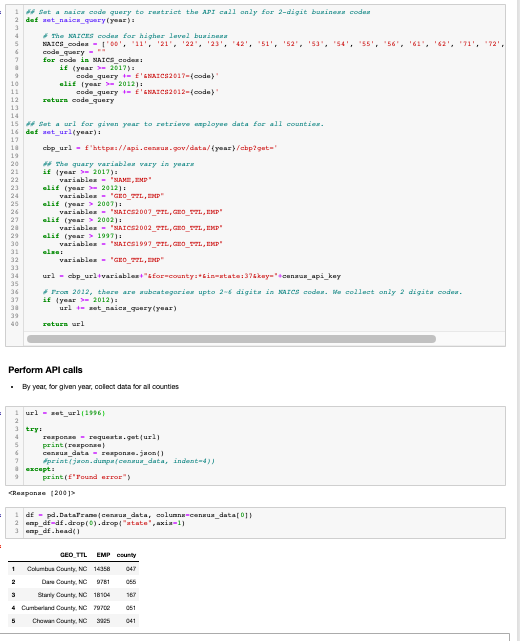 1 ## Set a naics code query to restrict the API call only for 2-digit business codes
2 def set_naics_query(year):
3
4 # The NAICES codes for higher level business
5 NAICS_codes = ['00', '11', '21', '22', '23', '42', '51', '52', '53', '54', '55', '56', '61', '62', '71', '72',
6 code_query = ""
7 for code in NAICS_codes:
8 if (year >= 2017):
9 code_query += f'&NAICS2017={code}'
10 elif (year >= 2012):
11 code_query += f'&NAICS2012={code}'
12 return code_query
13
14
15 ## Set a url for given year to retrieve employee data for all counties.
16 def set_url(year):
17
18 cbp_url = f'https://api.census.gov/data/{year}/cbp?get='
19
20 ## The quary variables vary in years
21 if (year >= 2017):
22 variables = "NAME,EMP"
23 elif (year >= 2012):
24 variables = "GEO_TTL,EMP"
25 elif (year > 2007):
26 variables = "NAICS2007_TTL,GEO_TTL,EMP"
27 elif (year > 2002):
28 variables = "NAICS2002_TTL,GEO_TTL,EMP"
29 elif (year > 1997):
30 variables = "NAICS1997_TTL,GEO_TTL,EMP"
31 else:
32 variables = "GEO_TTL,EMP"
33
34 url = cbp_url+variables+"&for=county:*&in=state:37&key="+census_api_key
35
36 # From 2012, there are subcategories upto 2~6 digits in NAICS codes. We collect only 2 digits codes.
37 if (year >= 2012):
38 url += set_naics_query(year)
39
40 return url
Perform API calls
• By year, for given year, collect data for all counties
1 url = set_url(1996)
2
3 try:
4 response = requests.get(url)
5 print(response)
6 census_data = response.json()
7 #print(json.dumps(census_data, indent=4))
8 except:
9 print(f"Found error")
<Response [200]>
1 df = pd.DataFrame(census_data, columns=census_data[0])
2 emp_df=df.drop(0).drop("state",axis=1)
3 emp_df.head()
GEO_TTL EMP county
1 Columbus County, NC 14358 047
2 Dare County, NC 9781 055
3 Stanly County, NC 18104 167
4 Cumberland County, NC 79702 051
5 Chowan County, NC 3925 041